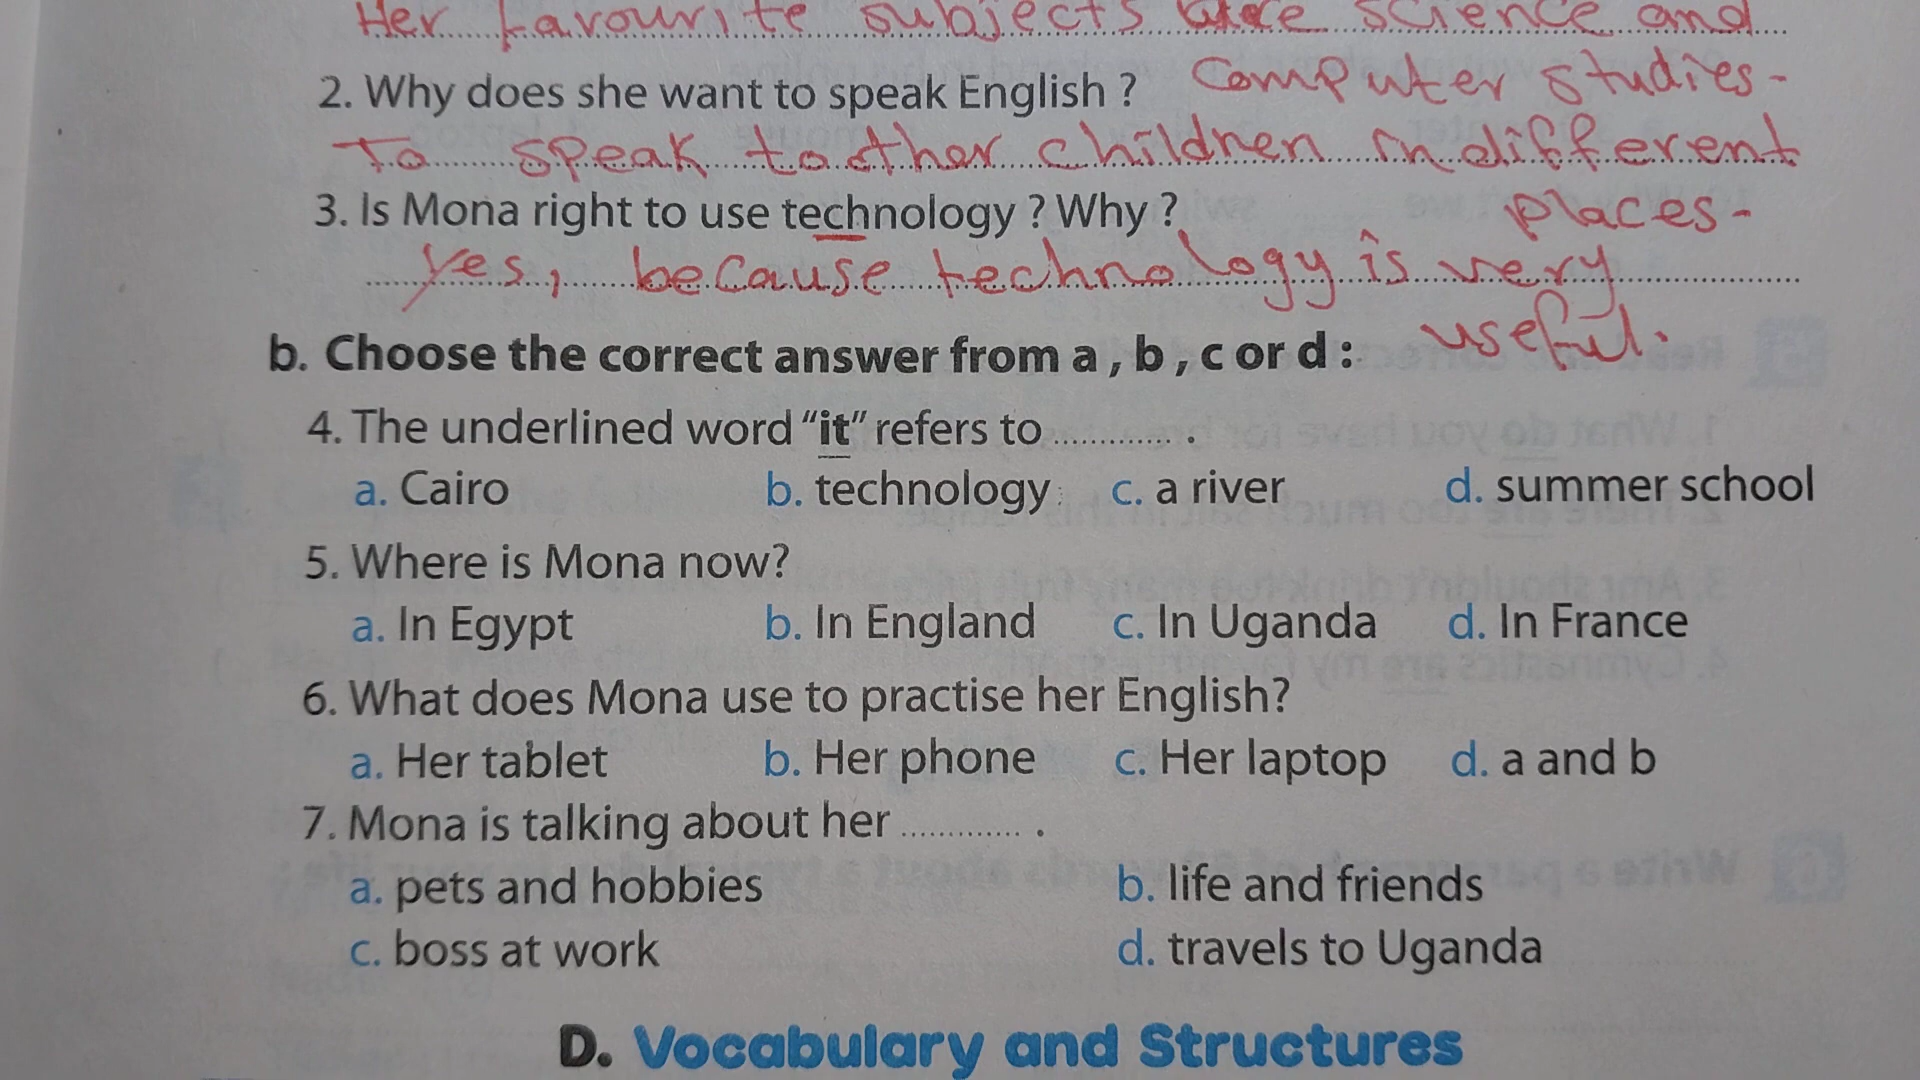 Her favourite subjects are science and
2. Why does she want to speak English ? Computer studies-
To speak to other children in different
3. Is Mona right to use technology ? Why ? places-
yes, because technology is very
b. Choose the correct answer from a , b , c or d : useful.
4. The underlined word "it" refers to ............ .
a. Cairo b. technology c. a river d. summer school
5. Where is Mona now?
a. In Egypt b. In England c. In Uganda d. In France
6. What does Mona use to practise her English?
a. Her tablet b. Her phone c. Her laptop d. a and b
7. Mona is talking about her ............ .
a. pets and hobbies b. life and friends
c. boss at work d. travels to Uganda
D. Vocabulary and Structures